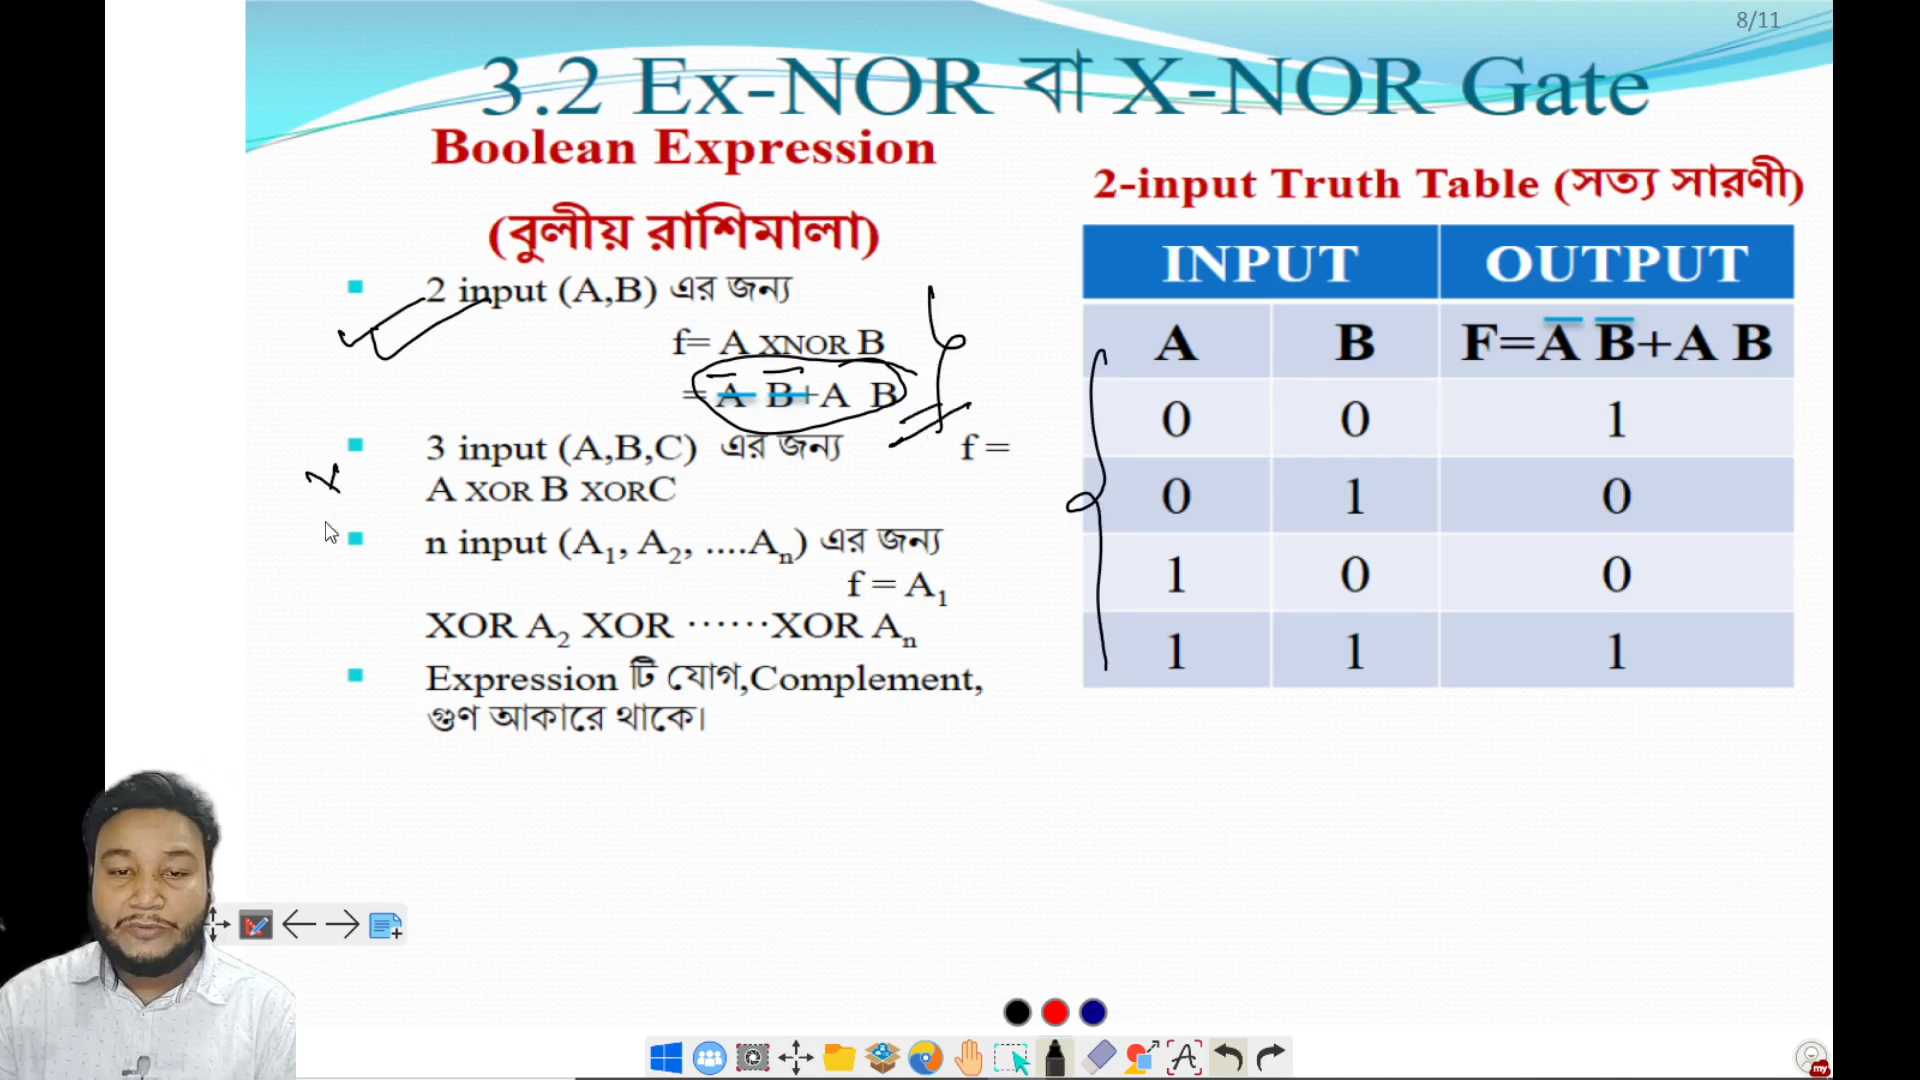 8/11
3.2 Ex-NOR বা X-NOR Gate
Boolean Expression
(বুলীয় রাশিমালা)
2 input (A,B) এর জন্য
f= A XNOR B
= A̅ B̅+A B
3 input (A,B,C) এর জন্য f =
A XOR B XORC
n input (A₁, A₂, ....Aₙ) এর জন্য
f = A₁
XOR A₂ XOR ······XOR Aₙ
Expression টি যোগ,Complement,
গুণ আকারে থাকে।
2-input Truth Table (সত্য সারণী)
INPUT OUTPUT
A B F=A̅ B̅+A B
0 0 1
0 1 0
1 0 0
1 1 1
my